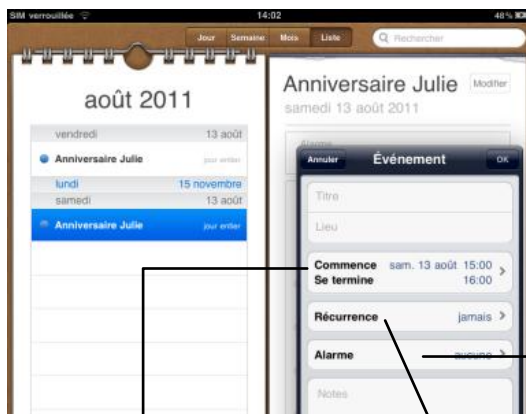 SIM verrouillée 14:02 48%
Jour Semaine Mois Liste Rechercher
août 2011
vendredi 13 août
Anniversaire Julie jour entier
lundi 15 novembre
samedi 13 août
Anniversaire Julie jour entier
Anniversaire Julie Modifier
samedi 13 août 2011
Alarme
Annuler Événement OK
Titre
Lieu
Commence sam. 13 août 15:00
Se termine 16:00
Récurrence jamais
Alarme aucune
Notes